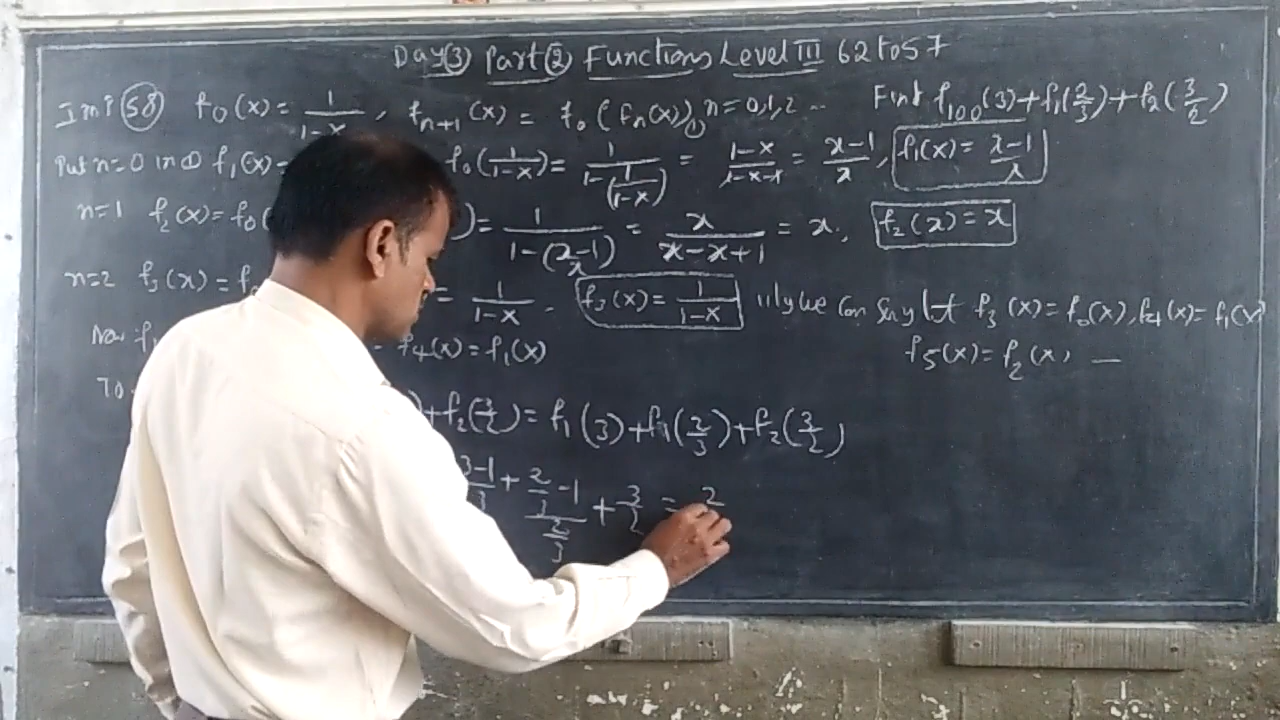 Day(3) Part(2) Functions Level III 62 to 57
Imp (58) f₀(x) = 1/(1-x), fₙ₊₁(x) = f₀(fₙ(x)) ① n = 0,1,2 .. Find f₁₀₀(3)+f₁(2/3)+f₂(3/2)
Put n=0 in ① f₁(x)= f₀(1/(1-x)) = 1/(1-(1/(1-x))) = (1-x)/(1-x-1) = (x-1)/x, f₁(x) = (x-1)/x
n=1 f₂(x)=f₀( ) = 1/(1-((x-1)/x)) = x/(x-x+1) = x, f₂(x) = x
n=2 f₃(x) = f₀ = 1/(1-x). f₃(x) = 1/(1-x) lllly we can say that f₃(x) = f₀(x), f₄(x) = f₁(x)
f₅(x) = f₂(x) —
Now f₁ = f₄(x) = f₁(x)
To )+f₂(3/2) = f₁(3)+f₁(2/3)+f₂(3/2)
(3-1)/3 + (2/3-1)/(2/3) + 3/2 = 2